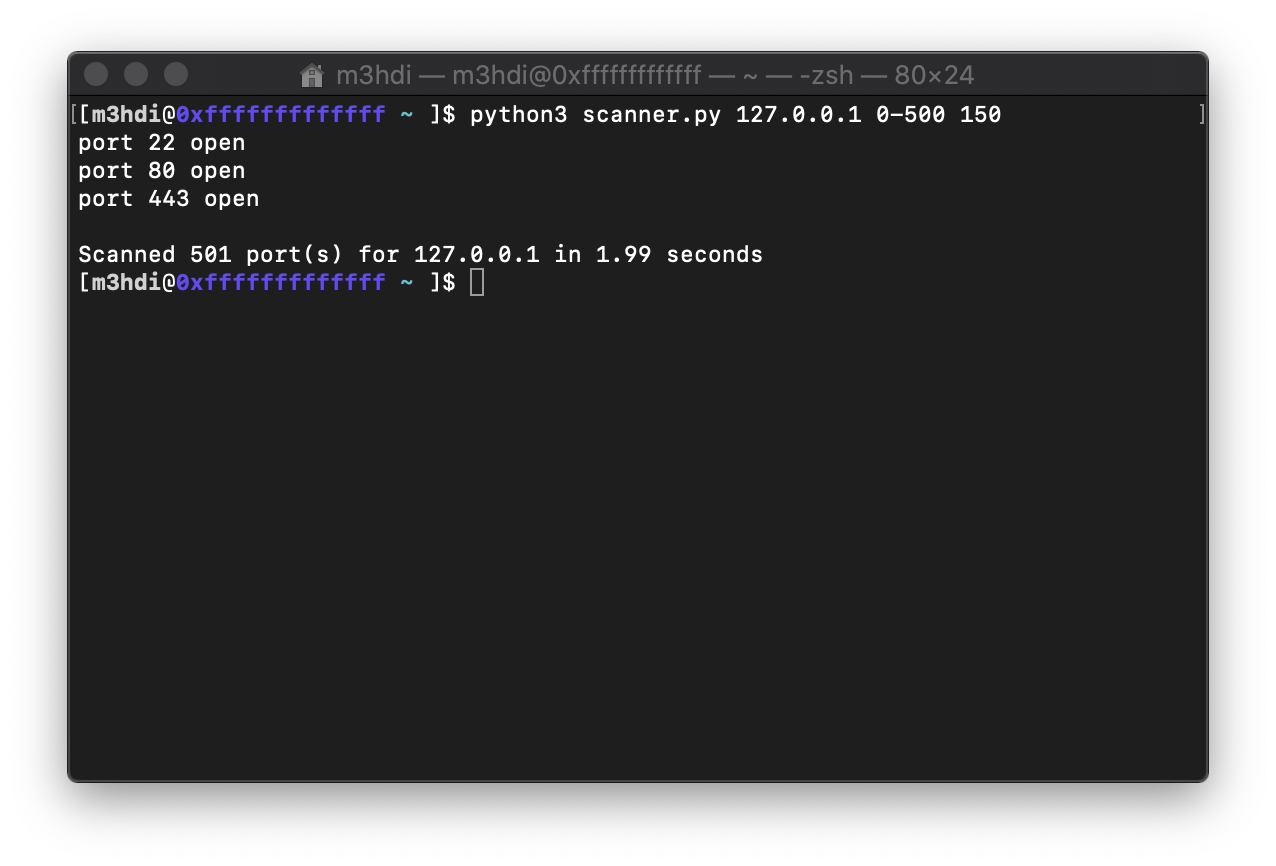 m3hdi — m3hdi@0xfffffffffffff — ~ — -zsh — 80×24
[[m3hdi@0xfffffffffffff ~ ]$ python3 scanner.py 127.0.0.1 0-500 150 ]
port 22 open
port 80 open
port 443 open
Scanned 501 port(s) for 127.0.0.1 in 1.99 seconds
[m3hdi@0xfffffffffffff ~ ]$